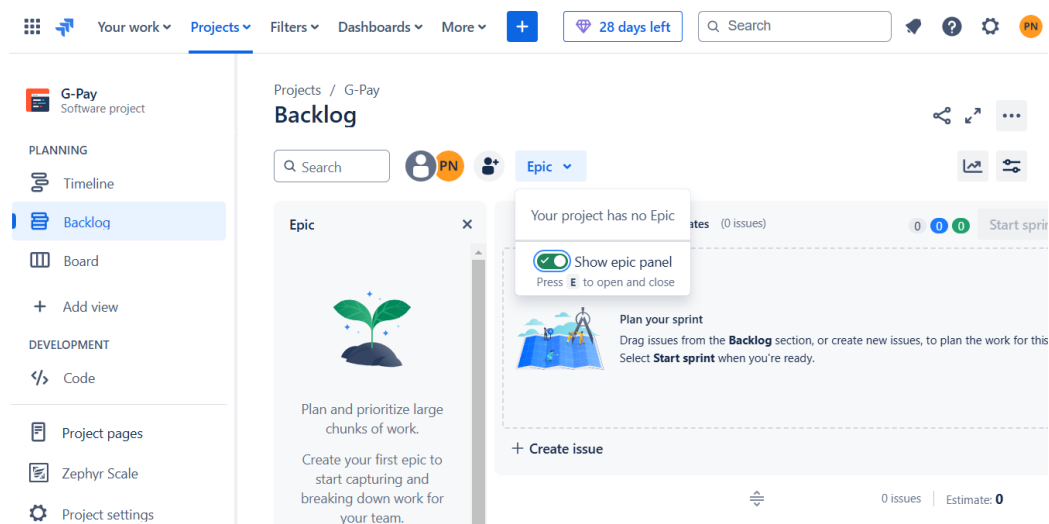 Your work
Projects
Filters
Dashboards
More
+
28 days left
Search
?
PN
G-Pay
Software project
PLANNING
Timeline
Backlog
Board
+ Add view
DEVELOPMENT
</> Code
Project pages
Zephyr Scale
Project settings
Projects / G-Pay
Backlog
Search
PN
Epic
Your project has no Epic
Show epic panel
Press E to open and close
Epic
Plan and prioritize large
chunks of work.
Create your first epic to
start capturing and
breaking down work for
your team.
(0 issues)
0 0 0
Start
Plan your sprint
Drag issues from the Backlog section, or create new issues, to plan the work for this
Select Start sprint when you're ready.
+ Create issue
0 issues
Estimate: 0